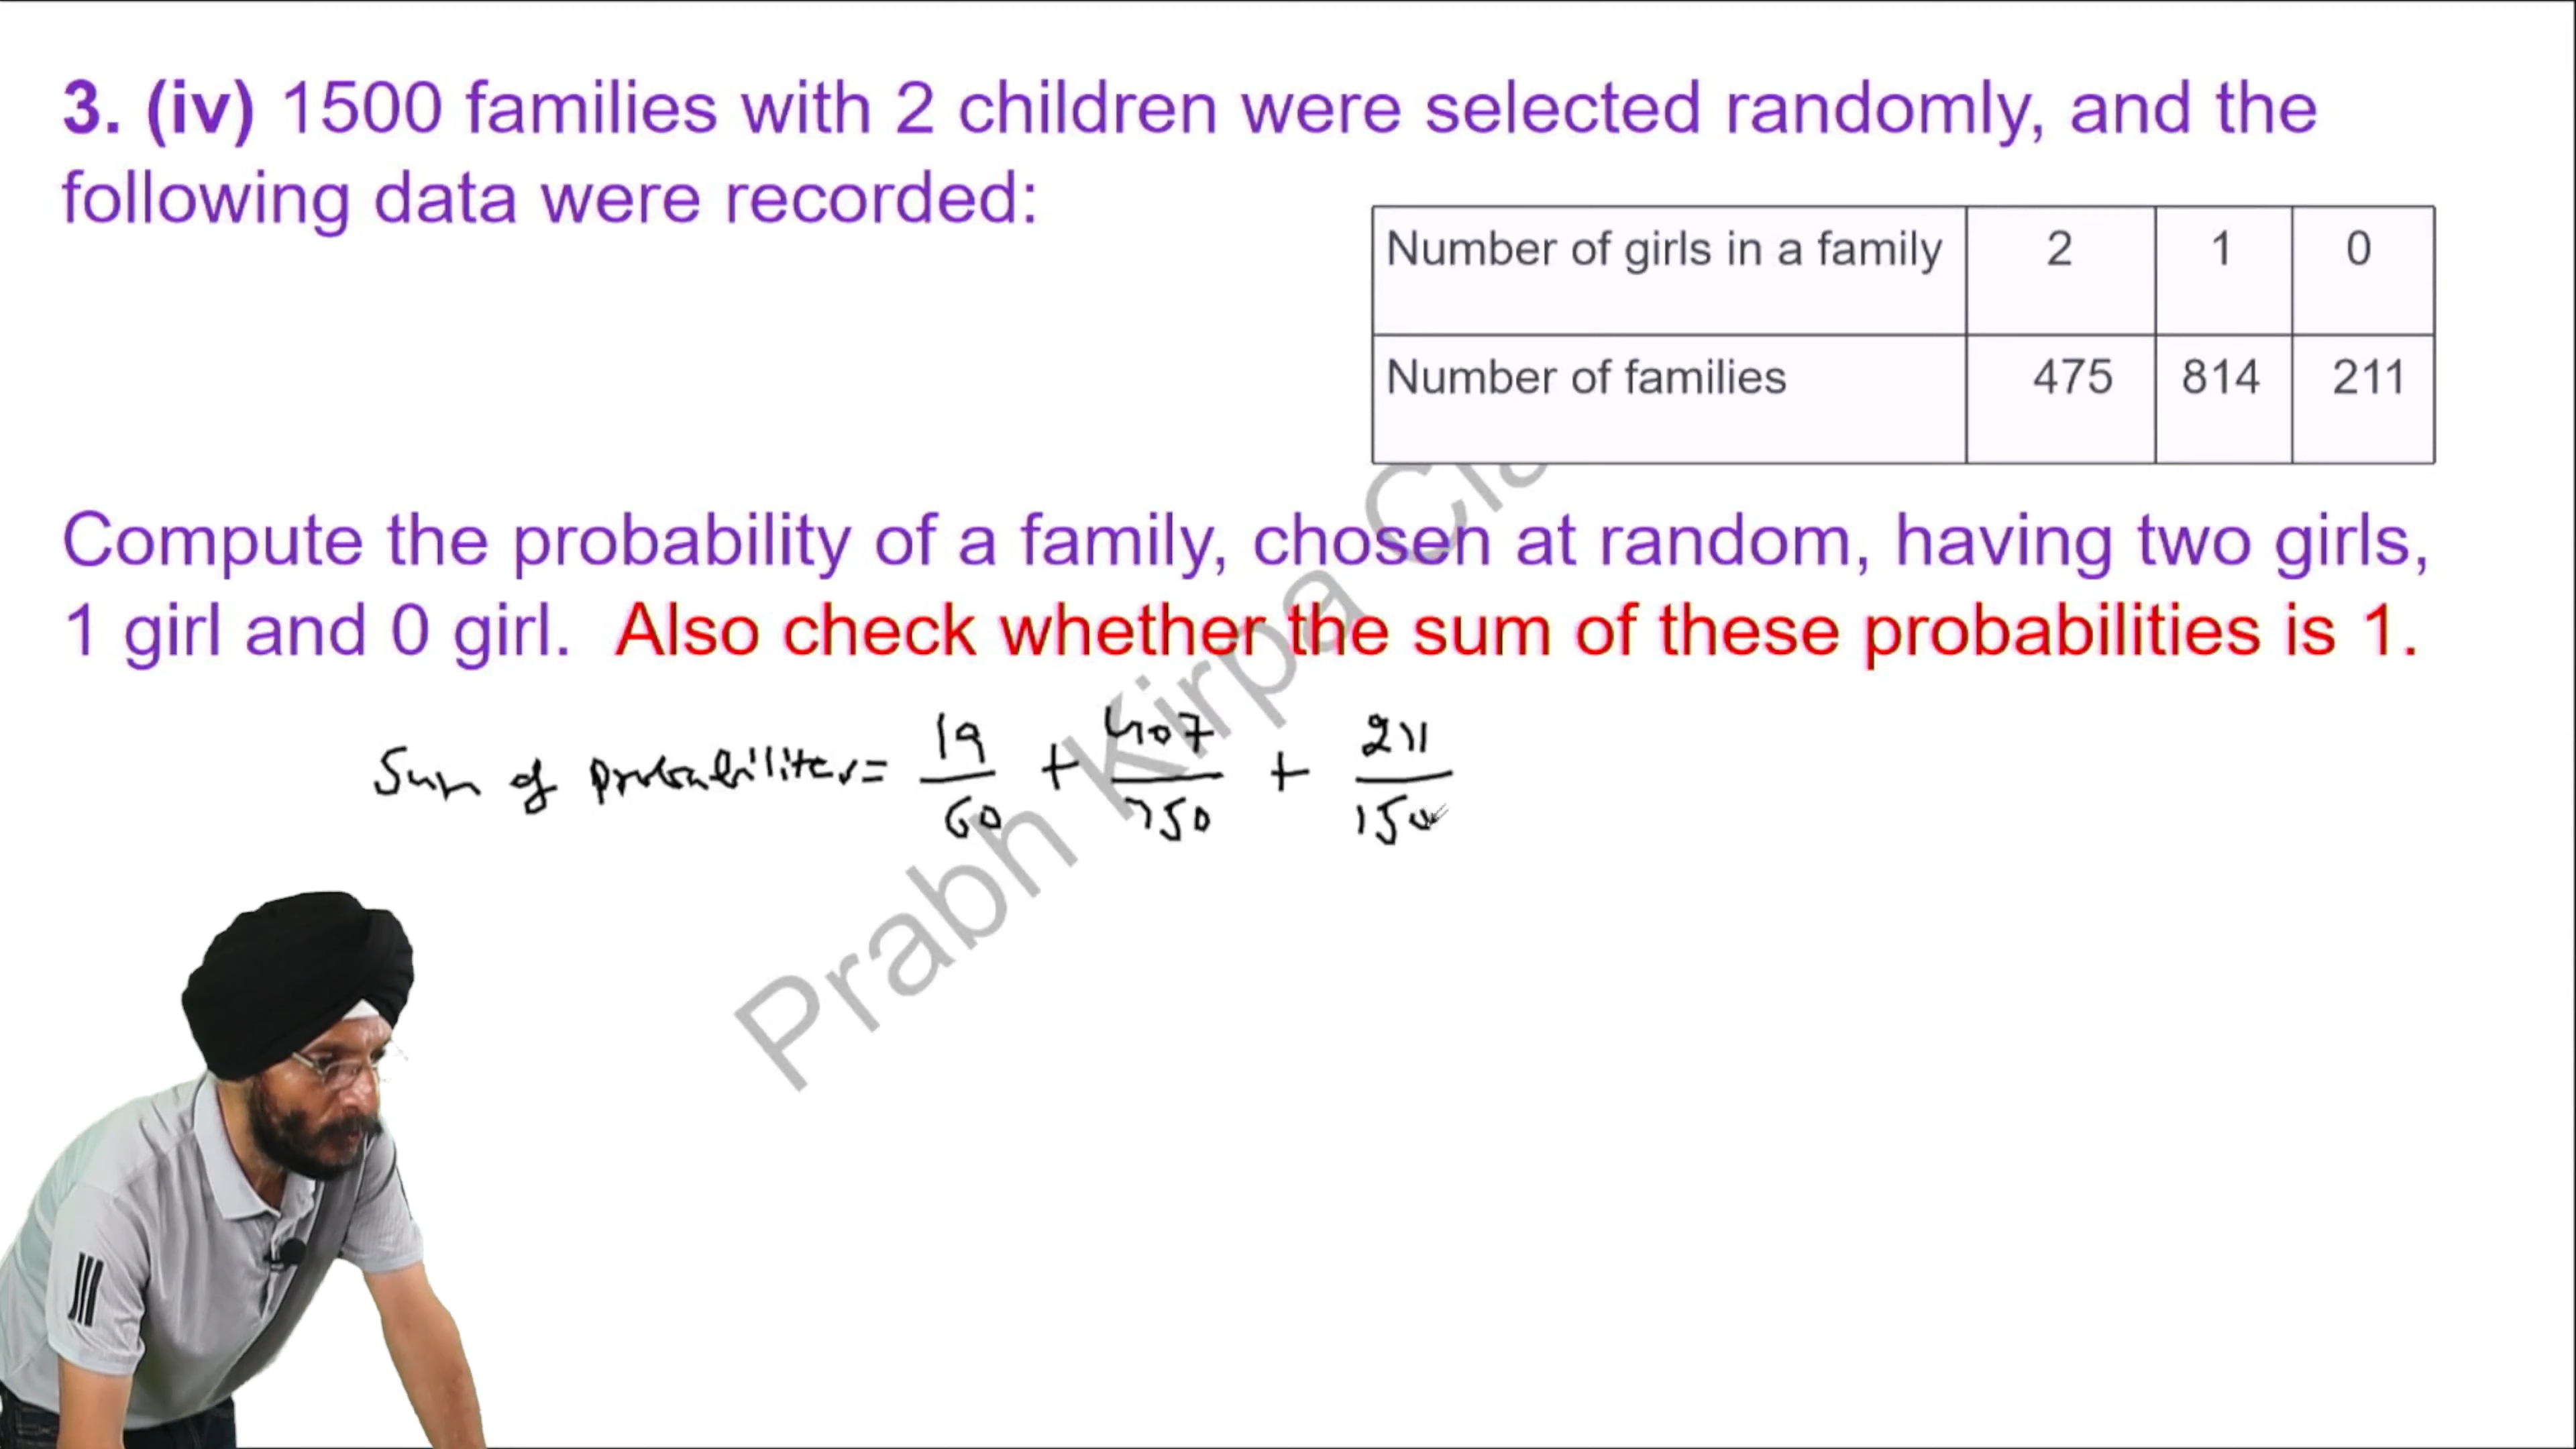 3. (iv) 1500 families with 2 children were selected randomly, and the
following data were recorded:
Number of girls in a family 2 1 0
Number of families 475 814 211
Compute the probability of a family, chosen at random, having two girls,
1 girl and 0 girl. Also check whether the sum of these probabilities is 1.
Sum of probabilities = 19/60 + 407/750 + 211/150
Prabh Kirpa